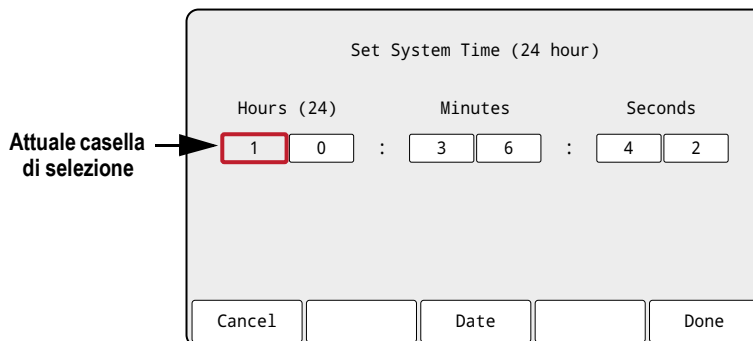 Set System Time (24 hour)
Hours (24) Minutes Seconds
Attuale casella
di selezione
1 0 : 3 6 : 4 2
Cancel Date Done